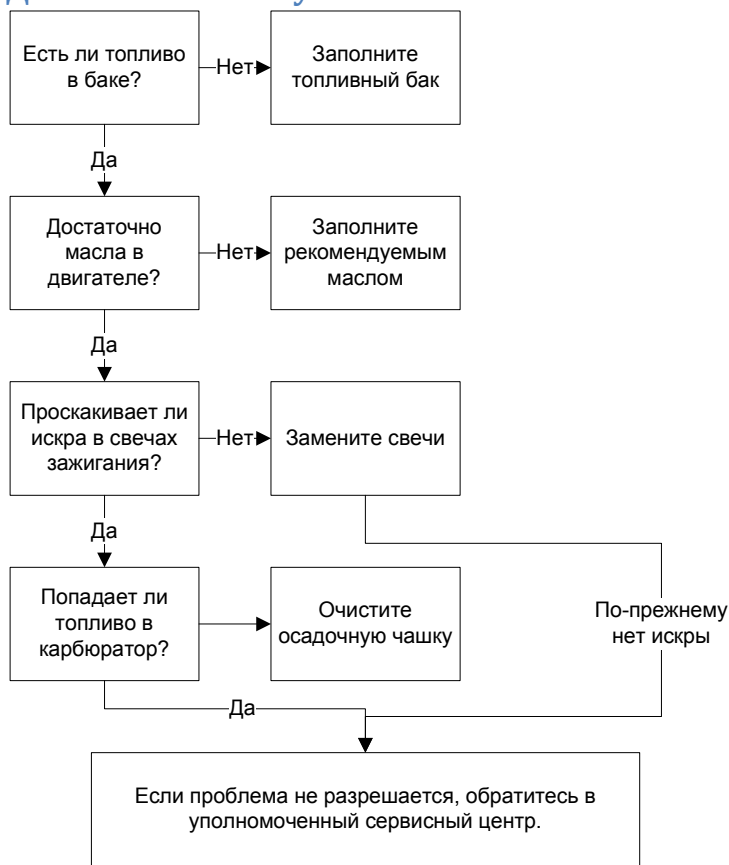 Есть ли топливо
в баке?
Нет
Заполните
топливный бак
Да
Достаточно
масла в
двигателе?
Нет
Заполните
рекомендуемым
маслом
Да
Проскакивает ли
искра в свечах
зажигания?
Нет
Замените свечи
Да
Попадает ли
топливо в
карбюратор?
Очистите
осадочную чашку
По-прежнему
нет искры
Да
Если проблема не разрешается, обратитесь в
уполномоченный сервисный центр.